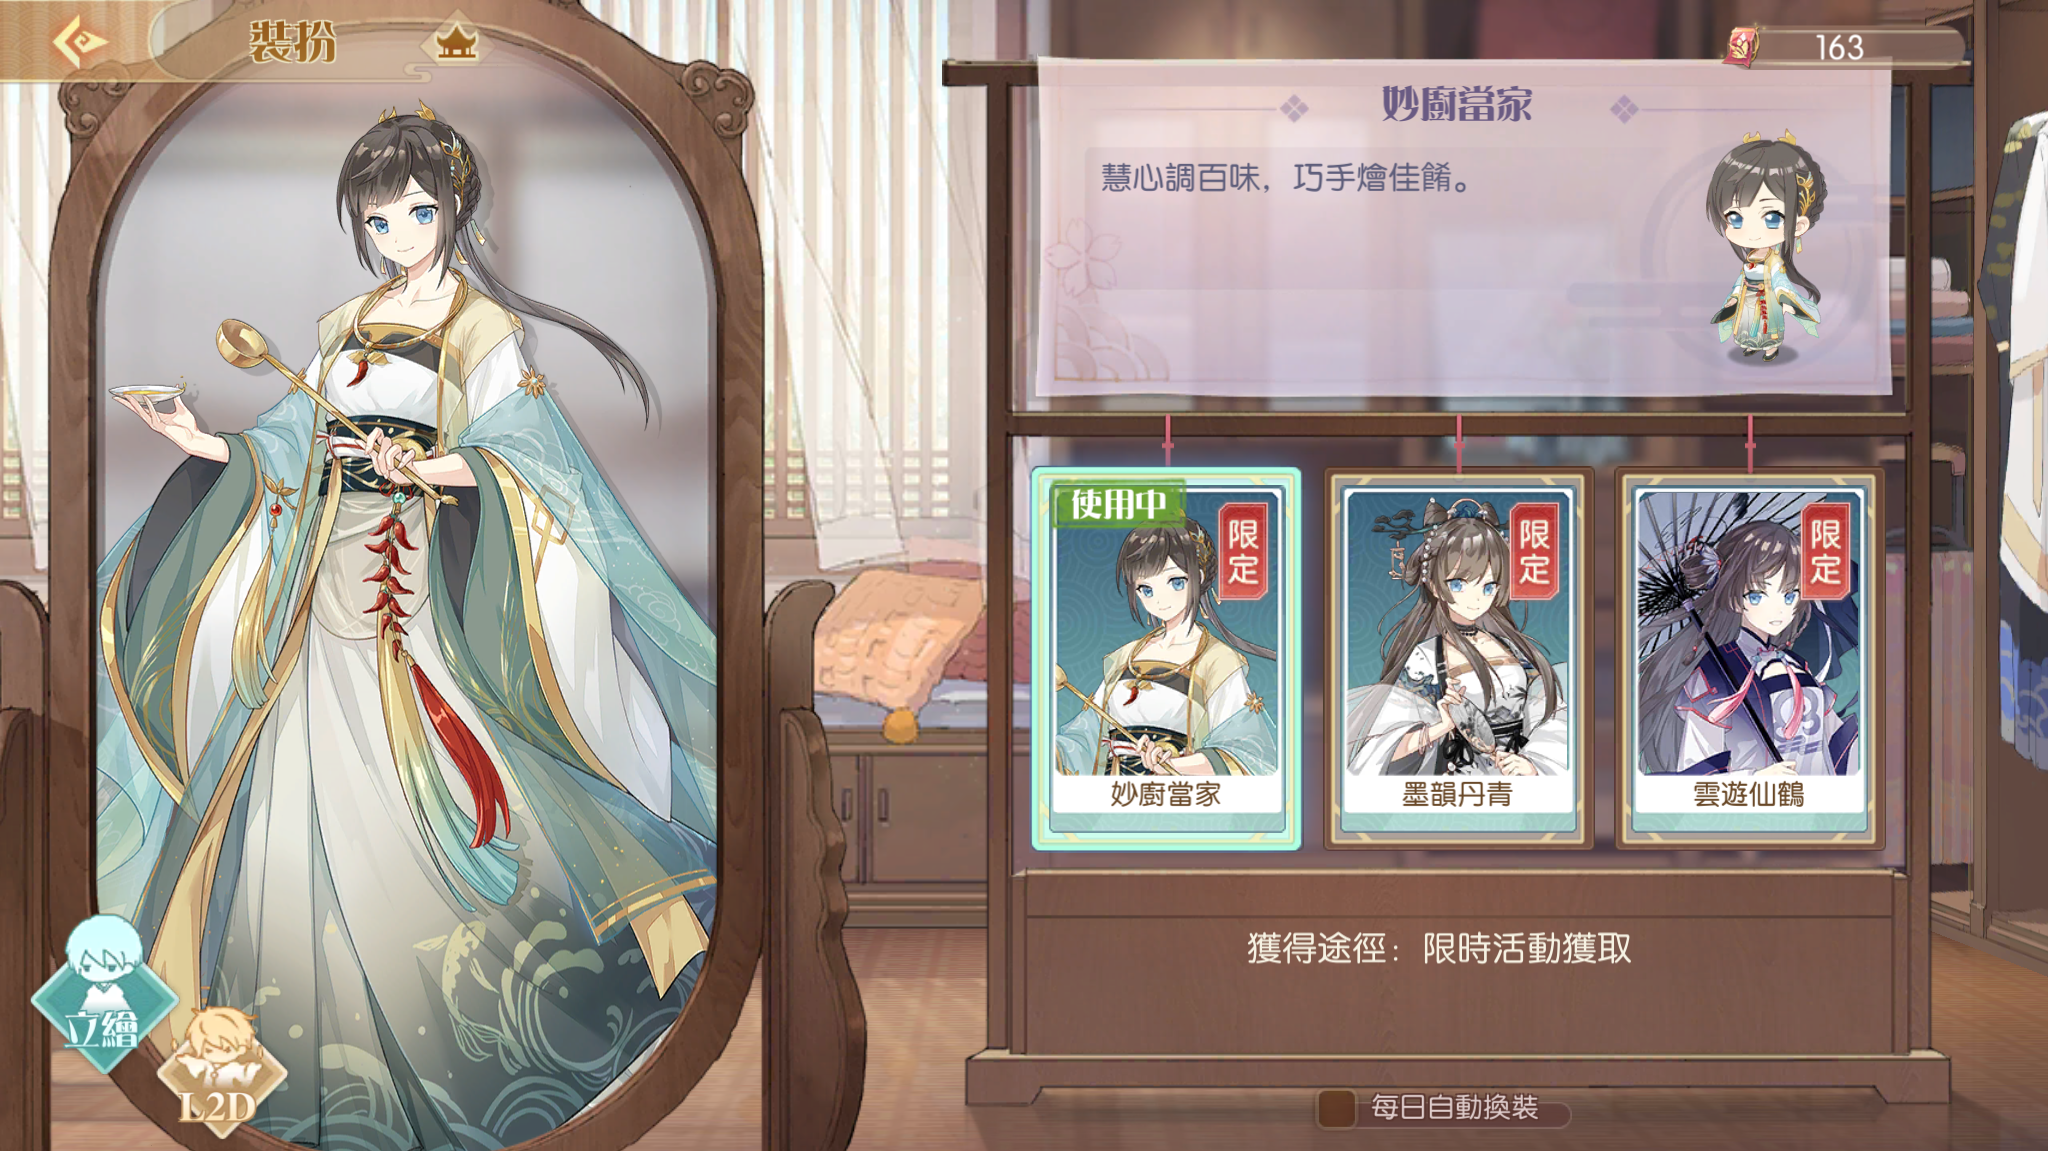 裝扮
163
妙廚當家
慧心調百味，巧手燴佳餚。
使用中
限定
限定
限定
妙廚當家
墨韻丹青
雲遊仙鶴
獲得途徑：限時活動獲取
立繪
L2D
每日自動換裝